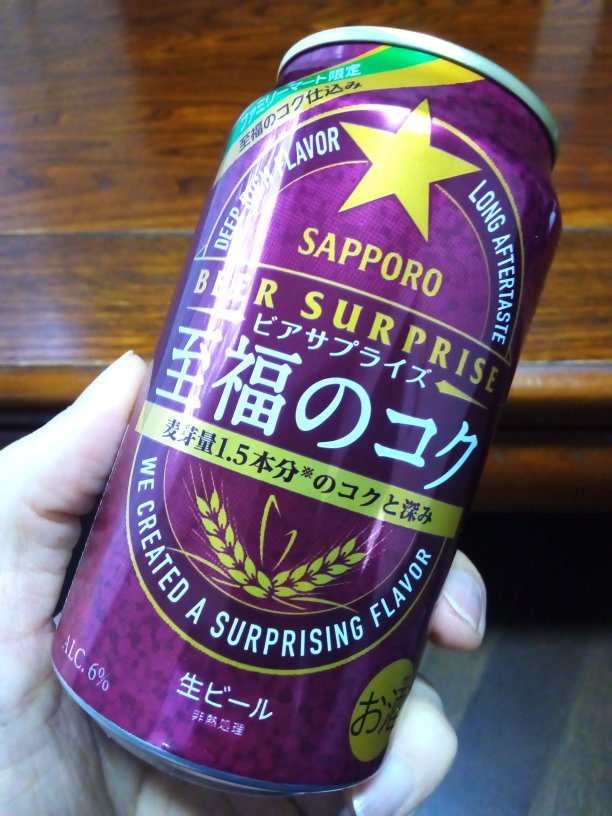 ファミリーマート限定
至福のコク仕込み
DEEP RICH FLAVOR
LONG AFTERTASTE
SAPPORO
BEER SURPRISE
ビアサプライズ
至福のコク
麦芽量1.5本分※のコクと深み
WE CREATED A SURPRISING FLAVOR
ALC. 6%
生ビール
非熱処理
お酒